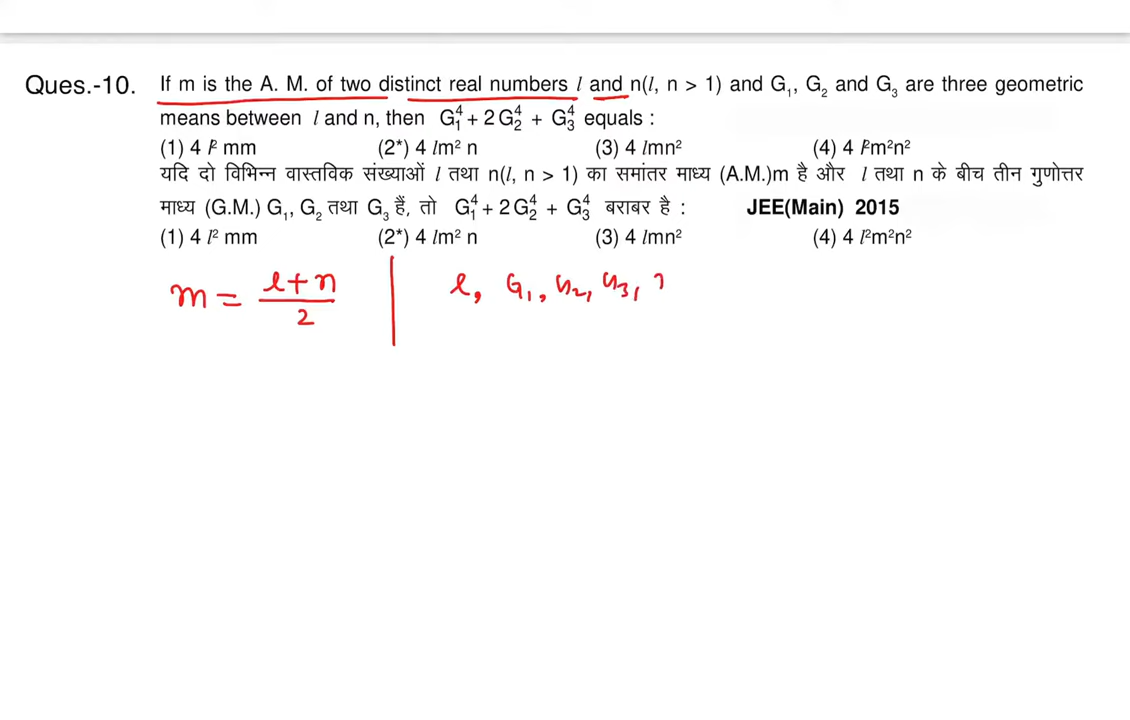 Ques.-10. If m is the A. M. of two distinct real numbers l and n(l, n > 1) and G₁, G₂ and G₃ are three geometric
means between l and n, then G₁⁴ + 2G₂⁴ + G₃⁴ equals :
(1) 4 l² mm (2*) 4 lm² n (3) 4 lmn² (4) 4 l²m²n²
यदि दो विभिन्न वास्तविक संख्याओं l तथा n(l, n > 1) का समांतर माध्य (A.M.)m है और l तथा n के बीच तीन गुणोत्तर
माध्य (G.M.) G₁, G₂ तथा G₃ हैं, तो G₁⁴ + 2G₂⁴ + G₃⁴ बराबर है : JEE(Main) 2015
(1) 4 l² mm (2*) 4 lm² n (3) 4 lmn² (4) 4 l²m²n²
m = (l+n)/2 | l, G₁, G₂, G₃,